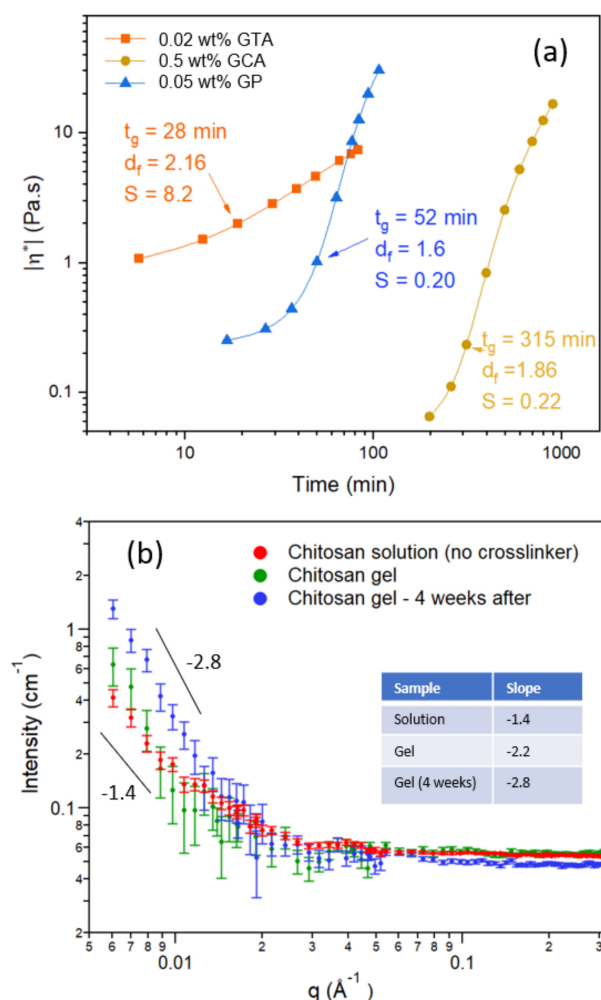 0.02 wt% GTA
0.5 wt% GCA
0.05 wt% GP
(a)
10
1
0.1
|η*| (Pa.s)
t_g = 28 min
d_f = 2.16
S = 8.2
t_g = 52 min
d_f = 1.6
S = 0.20
t_g = 315 min
d_f =1.86
S = 0.22
10
100
1000
Time (min)
(b)
Chitosan solution (no crosslinker)
Chitosan gel
Chitosan gel - 4 weeks after
4
2
1
8
6
4
2
0.1
8
6
4
2
Intensity (cm⁻¹)
-2.8
-1.4
Sample Slope
Solution -1.4
Gel -2.2
Gel (4 weeks) -2.8
5 6 7 8 9 0.01 2 3 4 5 6 7 8 9 0.1 2 3
q (Å⁻¹)